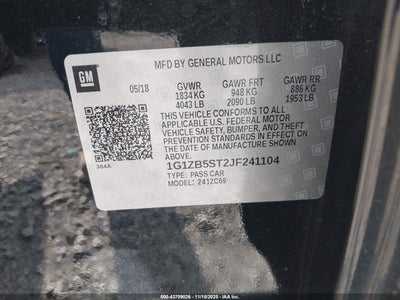 MFD BY GENERAL MOTORS LLC
GM
05/18 GVWR GAWR FRT GAWR RR
1834 KG 948 KG 886 KG
4043 LB 2090 LB 1953 LB
THIS VEHICLE CONFORMS TO ALL
APPLICABLE U.S. FEDERAL MOTOR
VEHICLE SAFETY, BUMPER, AND THEFT
PREVENTION STANDARDS IN EFFECT
ON THE DATE OF MANUFACTURE
SHOWN ABOVE.
384A
1G1ZB5ST2JF241104
TYPE: PASS CAR
MODEL: 241ZC69
000-43709026 - 11/18/2025 - IAA Inc.